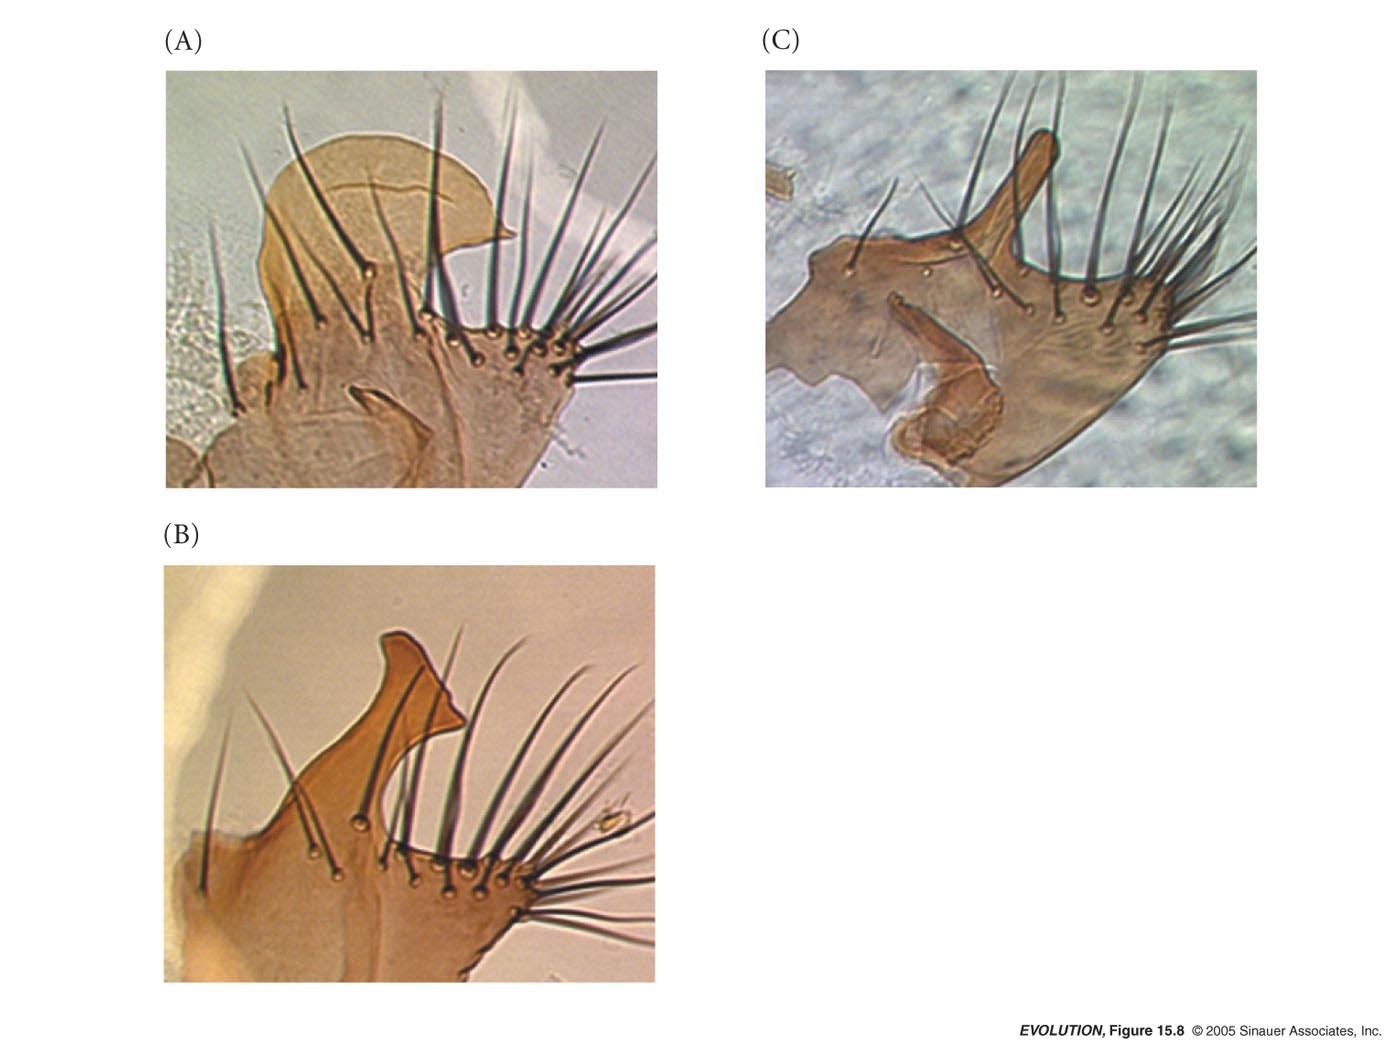 (A)
(C)
(B)
EVOLUTION, Figure 15.8 © 2005 Sinauer Associates, Inc.